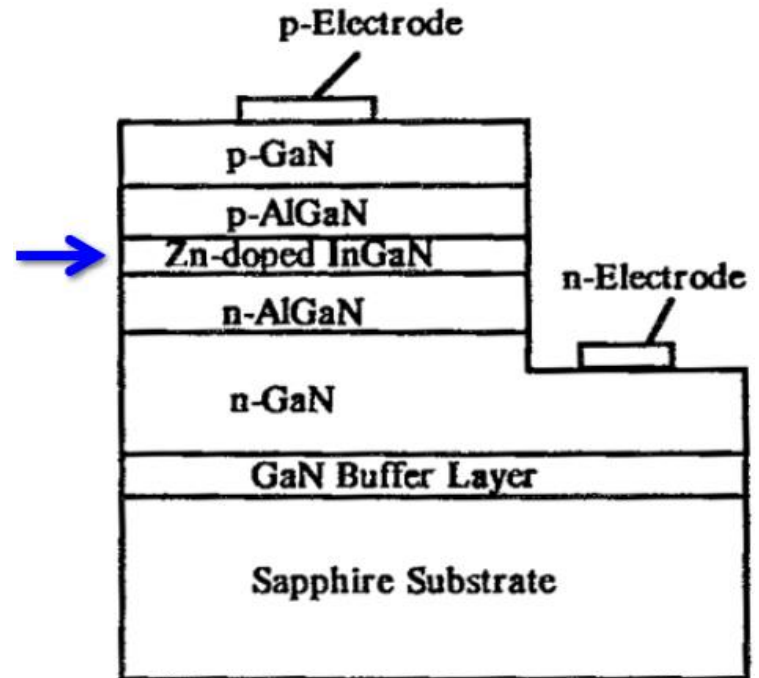 p-Electrode
p-GaN
p-AlGaN
Zn-doped InGaN
n-Electrode
n-AlGaN
n-GaN
GaN Buffer Layer
Sapphire Substrate